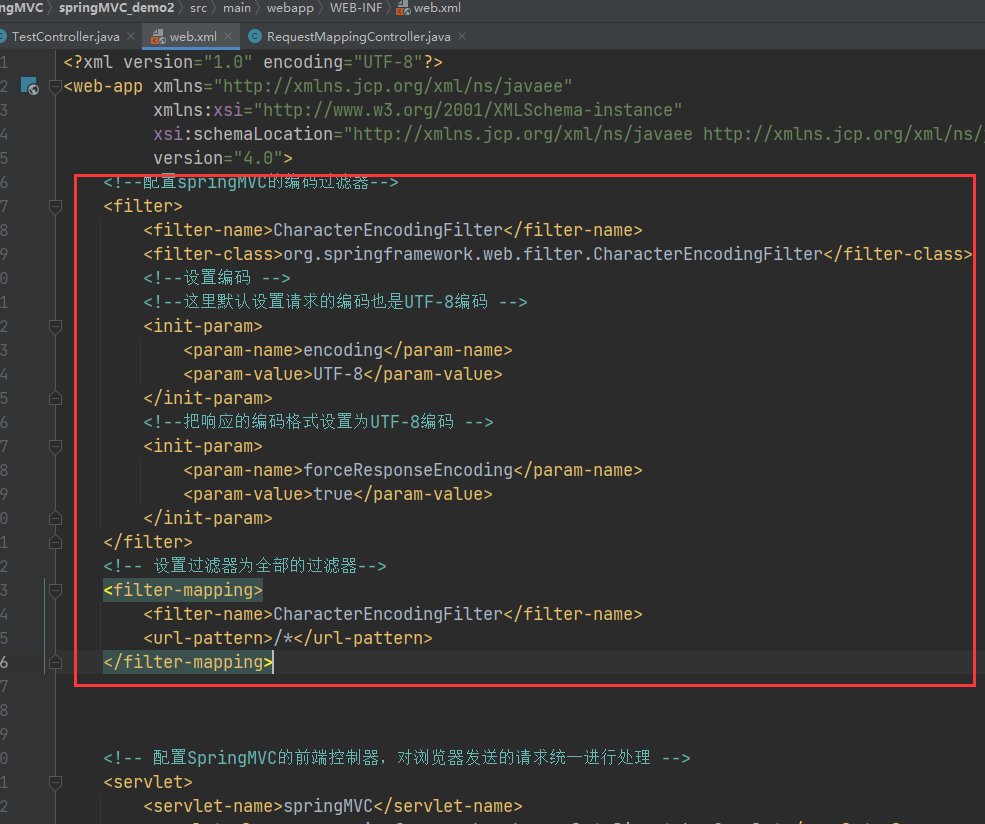 ngMVC springMVC_demo2 src main webapp WEB-INF web.xml
TestController.java web.xml RequestMappingController.java
1 <?xml version="1.0" encoding="UTF-8"?>
2 <web-app xmlns="http://xmlns.jcp.org/xml/ns/javaee"
3 xmlns:xsi="http://www.w3.org/2001/XMLSchema-instance"
4 xsi:schemaLocation="http://xmlns.jcp.org/xml/ns/javaee http://xmlns.jcp.org/xml/ns/
5 version="4.0">
6 <!--配置springMVC的编码过滤器-->
7 <filter>
8 <filter-name>CharacterEncodingFilter</filter-name>
9 <filter-class>org.springframework.web.filter.CharacterEncodingFilter</filter-class>
0 <!--设置编码 -->
1 <!--这里默认设置请求的编码也是UTF-8编码 -->
2 <init-param>
3 <param-name>encoding</param-name>
4 <param-value>UTF-8</param-value>
5 </init-param>
6 <!--把响应的编码格式设置为UTF-8编码 -->
7 <init-param>
8 <param-name>forceResponseEncoding</param-name>
9 <param-value>true</param-value>
0 </init-param>
1 </filter>
2 <!-- 设置过滤器为全部的过滤器-->
3 <filter-mapping>
4 <filter-name>CharacterEncodingFilter</filter-name>
5 <url-pattern>/*</url-pattern>
6 </filter-mapping>
7
8
9
0 <!-- 配置SpringMVC的前端控制器，对浏览器发送的请求统一进行处理 -->
1 <servlet>
2 <servlet-name>springMVC</servlet-name>